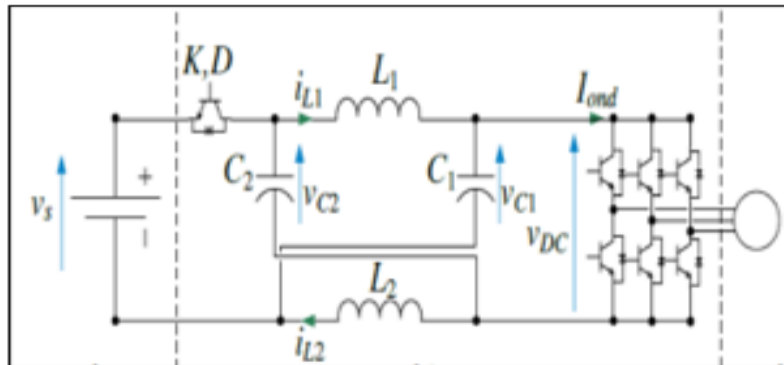 K,D
i_L1
L_1
I_ond
+
v_s
C_2
v_C2
C_1
v_C1
v_DC
−
L_2
i_L2